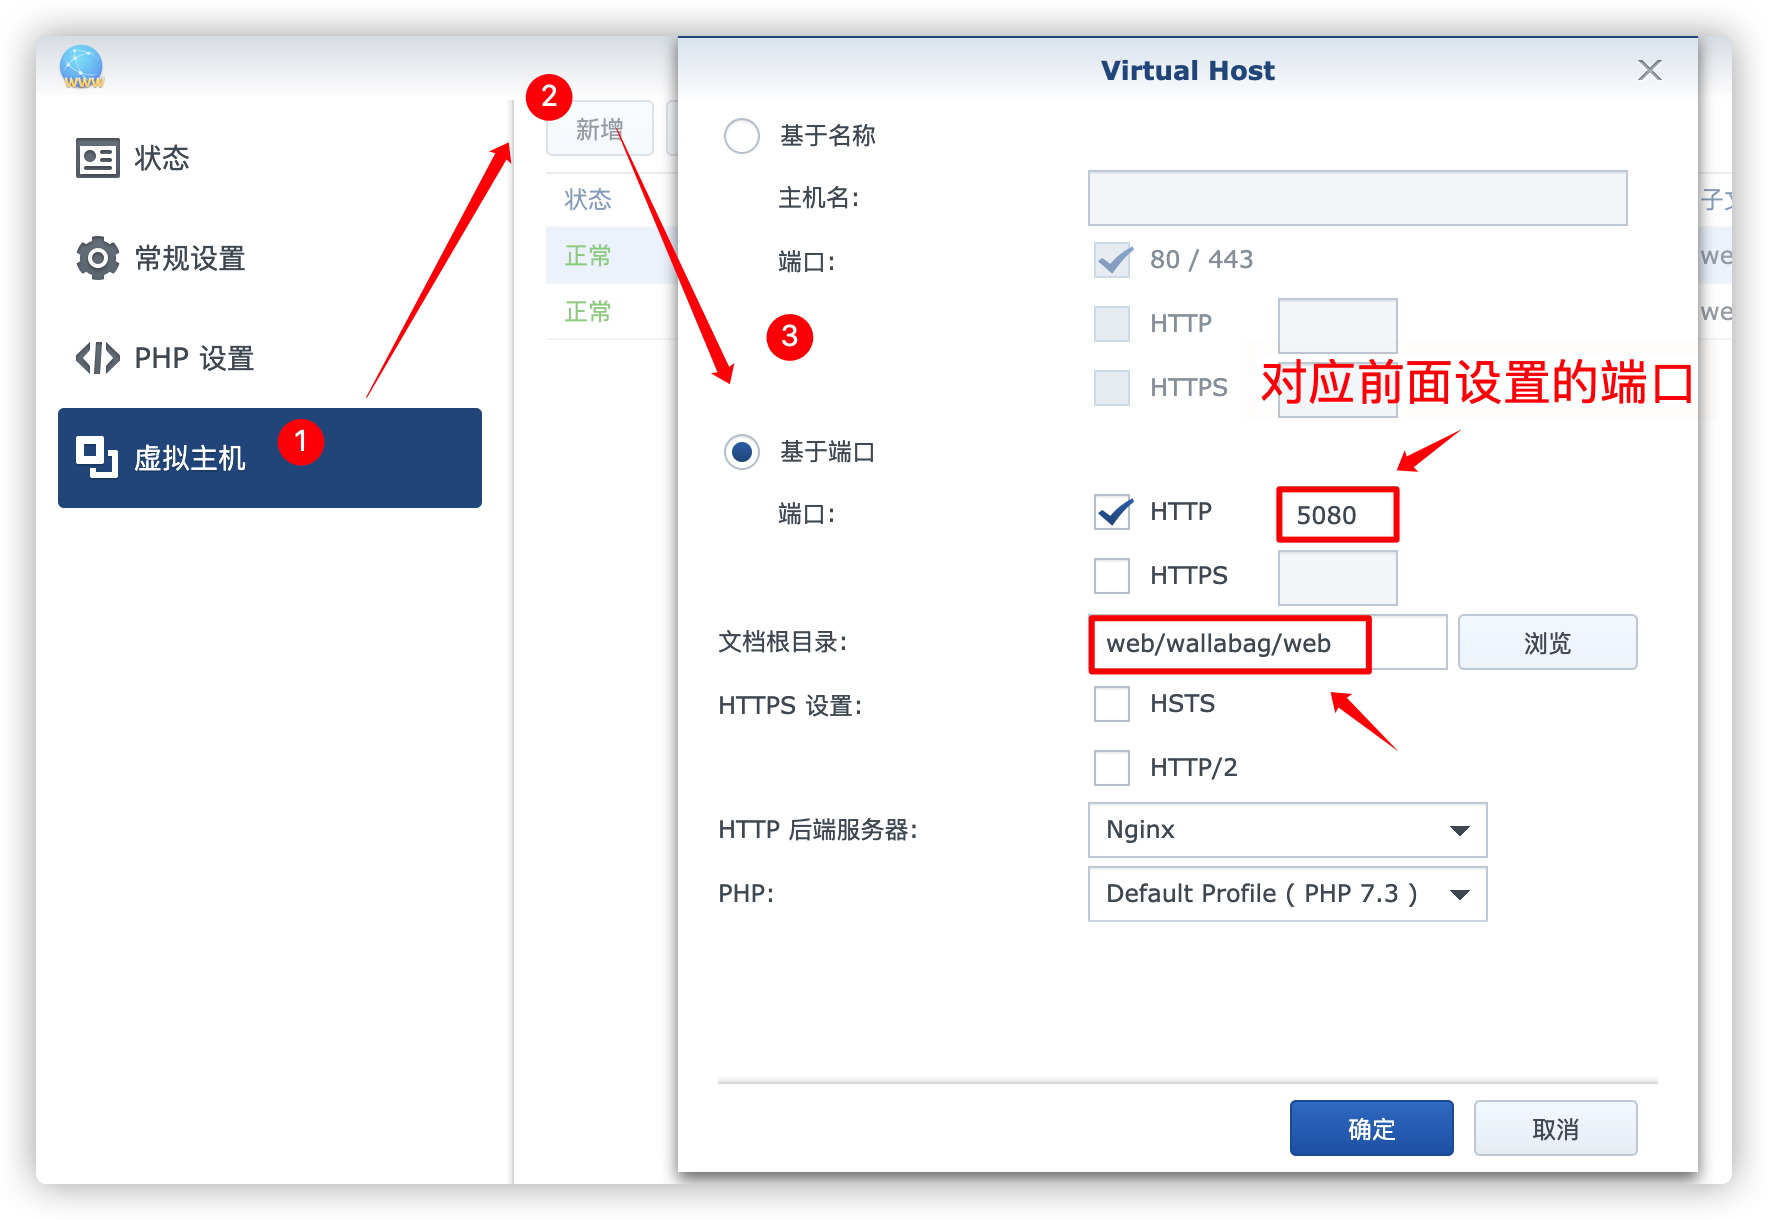 www
状态
常规设置
PHP 设置
虚拟主机
1
2
新增
状态
正常
正常
3
Virtual Host
基于名称
主机名:
端口:
80 / 443
HTTP
HTTPS
对应前面设置的端口
基于端口
端口:
HTTP
5080
HTTPS
文档根目录:
web/wallabag/web
浏览
HTTPS 设置:
HSTS
HTTP/2
HTTP 后端服务器:
Nginx
PHP:
Default Profile ( PHP 7.3 )
确定
取消
子
we
we